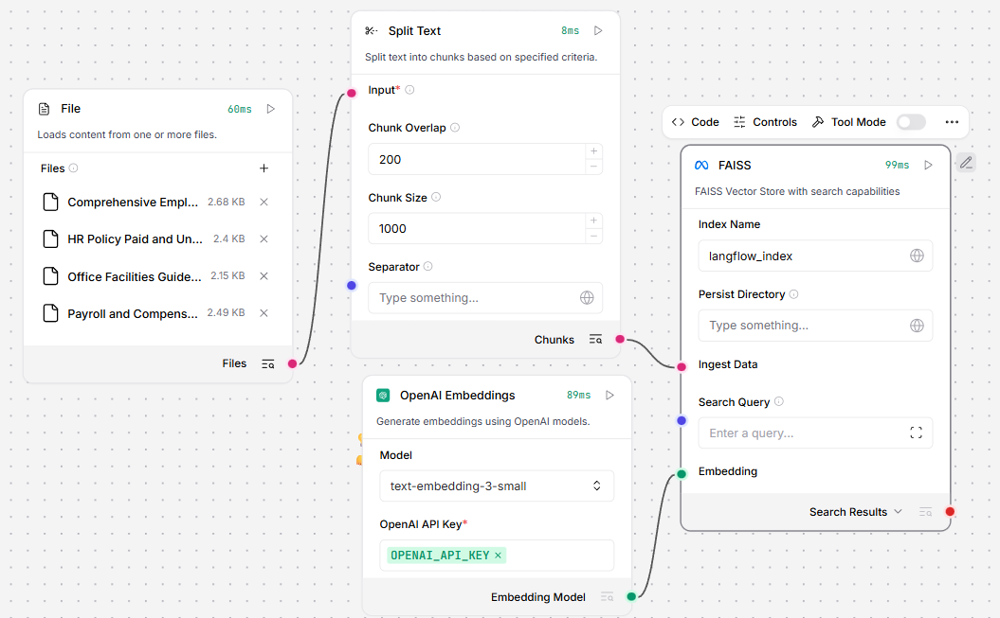 File
60ms
Loads content from one or more files.
Files
Comprehensive Empl... 2.68 KB
HR Policy Paid and Un... 2.4 KB
Office Facilities Guide... 2.15 KB
Payroll and Compens... 2.49 KB
Files
Split Text
8ms
Split text into chunks based on specified criteria.
Input*
Chunk Overlap
200
Chunk Size
1000
Separator
Type something...
Chunks
OpenAI Embeddings
89ms
Generate embeddings using OpenAI models.
Model
text-embedding-3-small
OpenAI API Key*
OPENAI_API_KEY ×
Embedding Model
Code
Controls
Tool Mode
FAISS
99ms
FAISS Vector Store with search capabilities
Index Name
langflow_index
Persist Directory
Type something...
Ingest Data
Search Query
Enter a query...
Embedding
Search Results